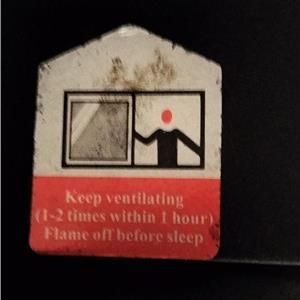 Keep ventilating
(1-2 times within 1 hour)
Flame off before sleep